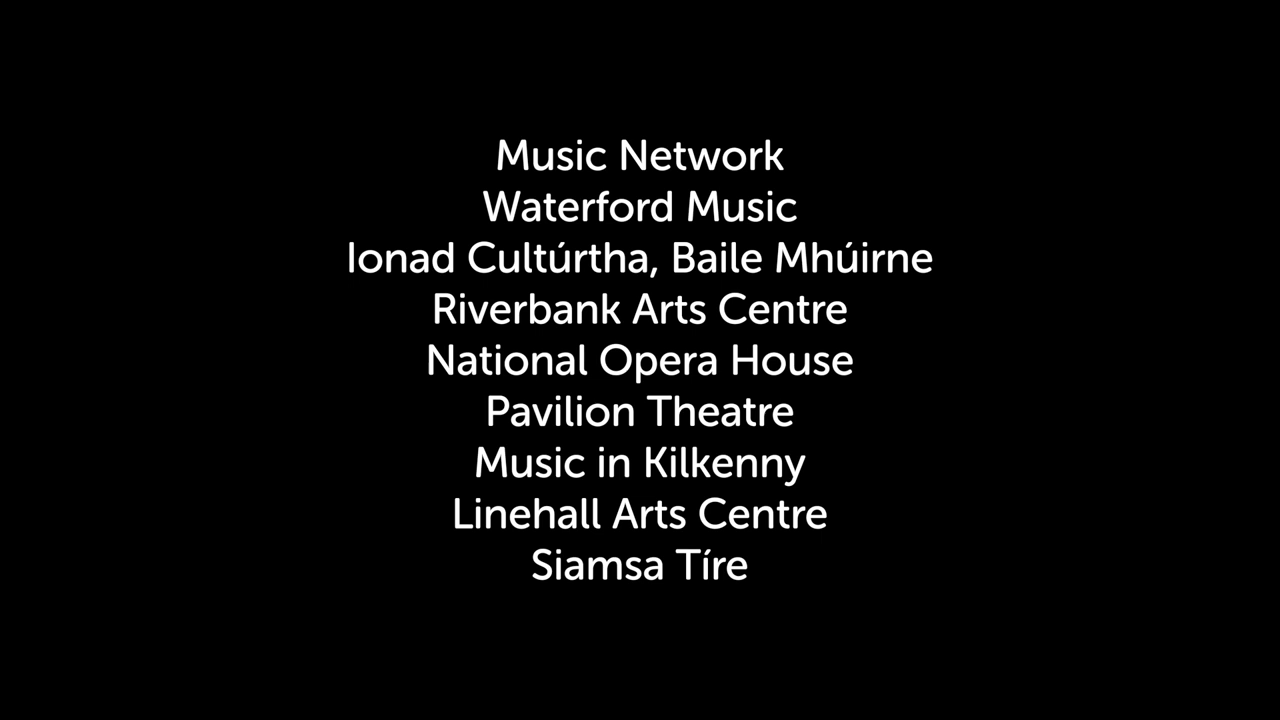 Music Network
Waterford Music
Ionad Cultúrtha, Baile Mhúirne
Riverbank Arts Centre
National Opera House
Pavilion Theatre
Music in Kilkenny
Linehall Arts Centre
Siamsa Tíre